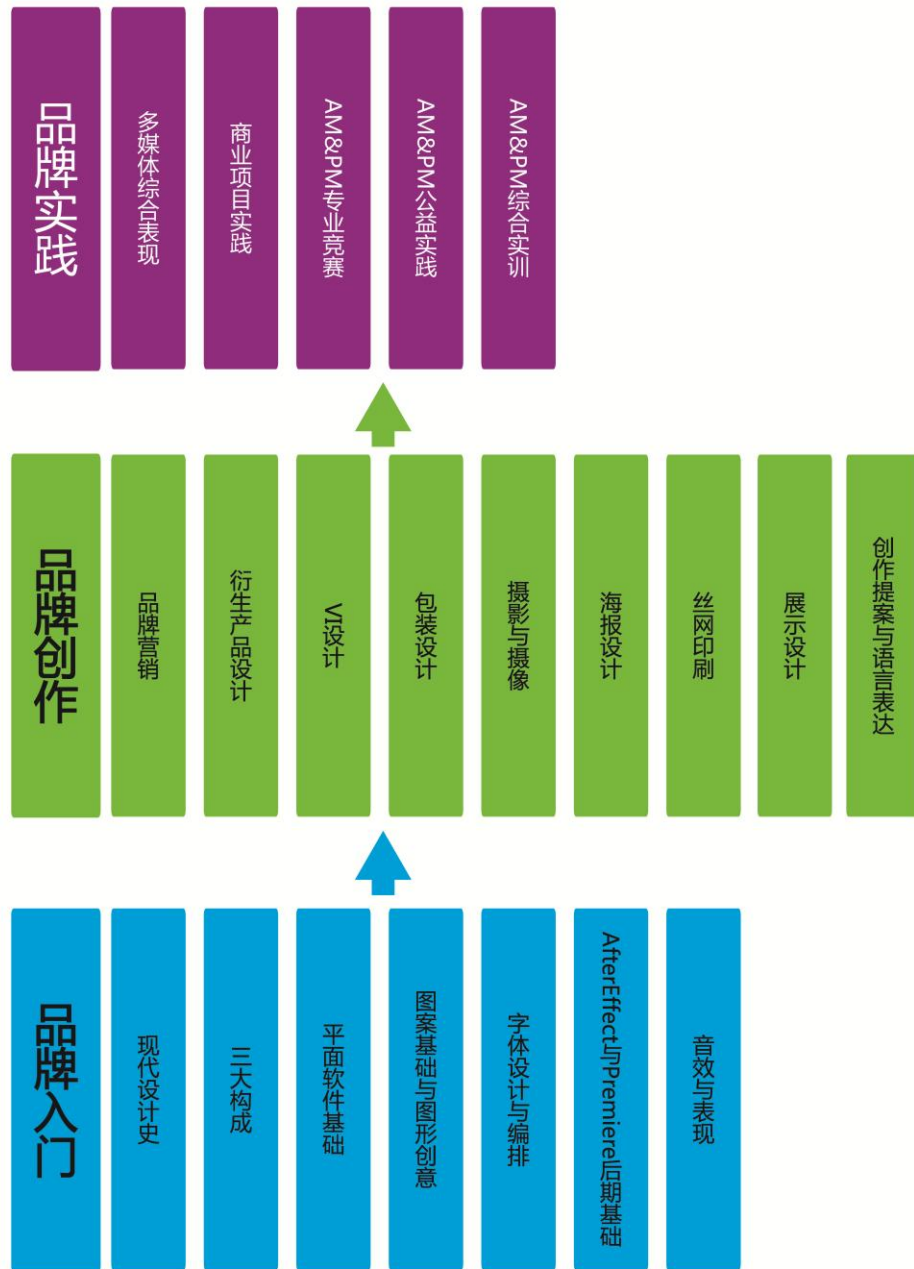 品牌实践
多媒体综合表现
商业项目实践
AM&PM专业竞赛
AM&PM公益实践
AM&PM综合实训
品牌创作
品牌营销
衍生产品设计
VI设计
包装设计
摄影与摄像
海报设计
丝网印刷
展示设计
创作提案与语言表达
品牌入门
现代设计史
三大构成
平面软件基础
图案基础与图形创意
字体设计与编排
AfterEffect与Premiere后期基础
音效与表现